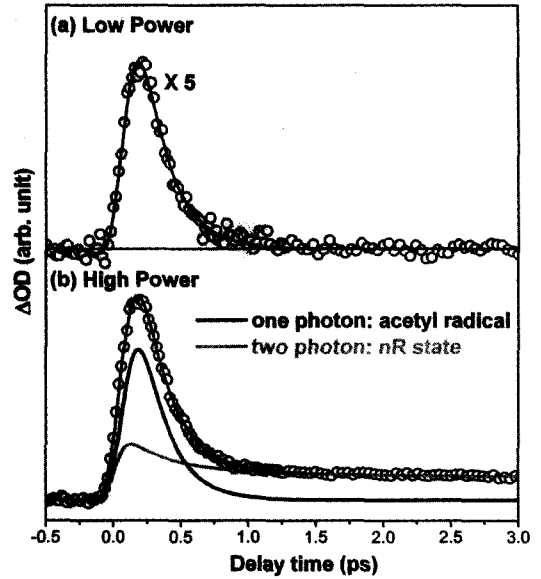 (a) Low Power
X 5
ΔOD (arb. unit)
(b) High Power
one photon: acetyl radical
two photon: nR state
-0.5 0.0 0.5 1.0 1.5 2.0 2.5 3.0
Delay time (ps)